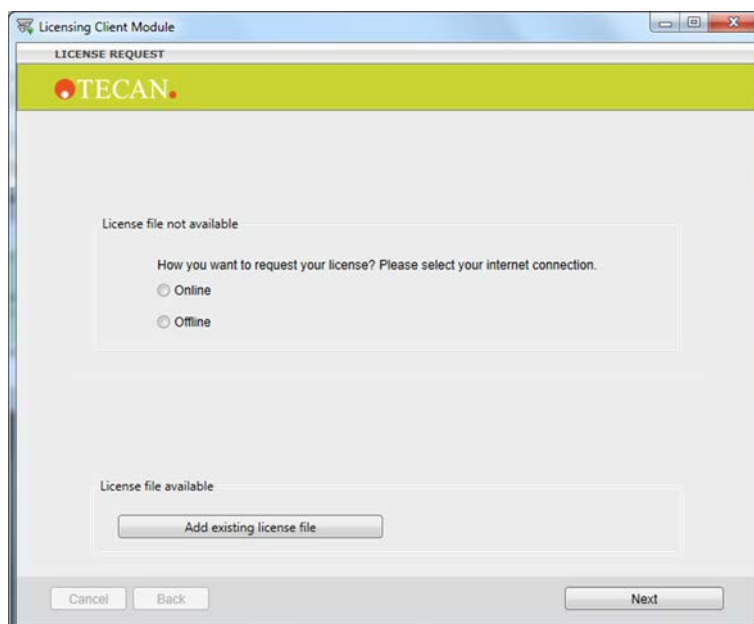 Licensing Client Module
LICENSE REQUEST
TECAN.
License file not available
How you want to request your license? Please select your internet connection.
Online
Offline
License file available
Add existing license file
Cancel
Back
Next